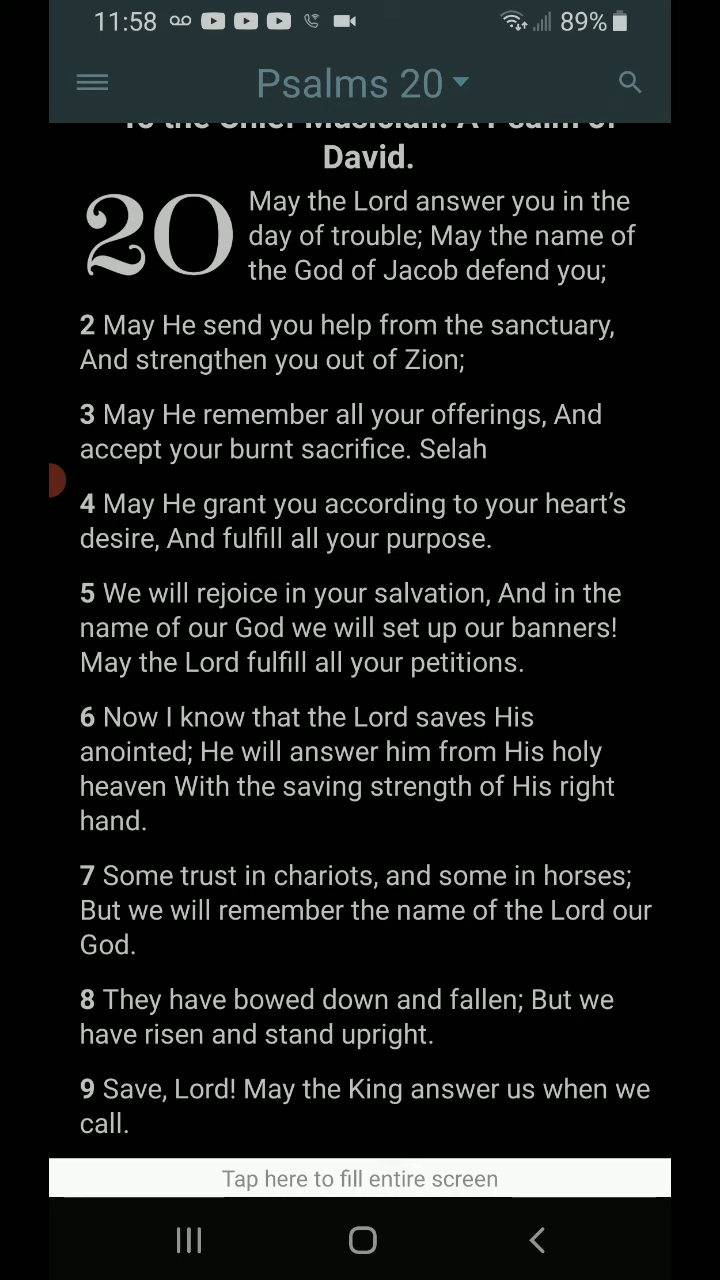 11:58 89%
Psalms 20
To the Chief Musician. A Psalm of
David.
20 May the Lord answer you in the
day of trouble; May the name of
the God of Jacob defend you;
2 May He send you help from the sanctuary,
And strengthen you out of Zion;
3 May He remember all your offerings, And
accept your burnt sacrifice. Selah
4 May He grant you according to your heart’s
desire, And fulfill all your purpose.
5 We will rejoice in your salvation, And in the
name of our God we will set up our banners!
May the Lord fulfill all your petitions.
6 Now I know that the Lord saves His
anointed; He will answer him from His holy
heaven With the saving strength of His right
hand.
7 Some trust in chariots, and some in horses;
But we will remember the name of the Lord our
God.
8 They have bowed down and fallen; But we
have risen and stand upright.
9 Save, Lord! May the King answer us when we
call.
Tap here to fill entire screen